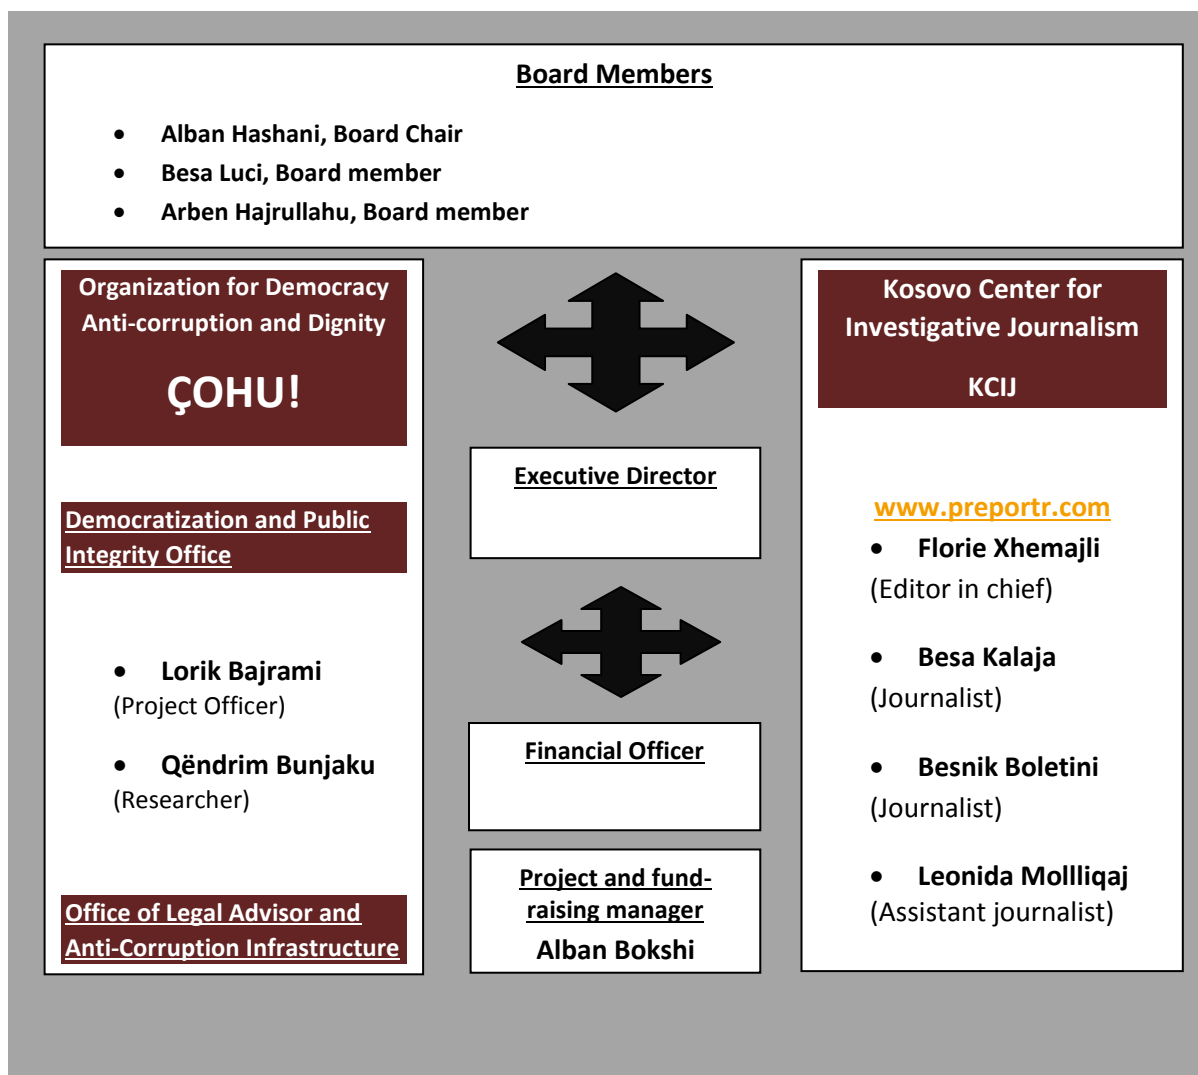 Board Members
• Alban Hashani, Board Chair
• Besa Luci, Board member
• Arben Hajrullahu, Board member
Organization for Democracy
Anti-corruption and Dignity
ÇOHU!
Democratization and Public
Integrity Office
• Lorik Bajrami
(Project Officer)
• Qëndrim Bunjaku
(Researcher)
Office of Legal Advisor and
Anti-Corruption Infrastructure
Executive Director
Financial Officer
Project and fund-
raising manager
Alban Bokshi
Kosovo Center for
Investigative Journalism
KCIJ
www.preportr.com
• Florie Xhemajli
(Editor in chief)
• Besa Kalaja
(Journalist)
• Besnik Boletini
(Journalist)
• Leonida Mollliqaj
(Assistant journalist)